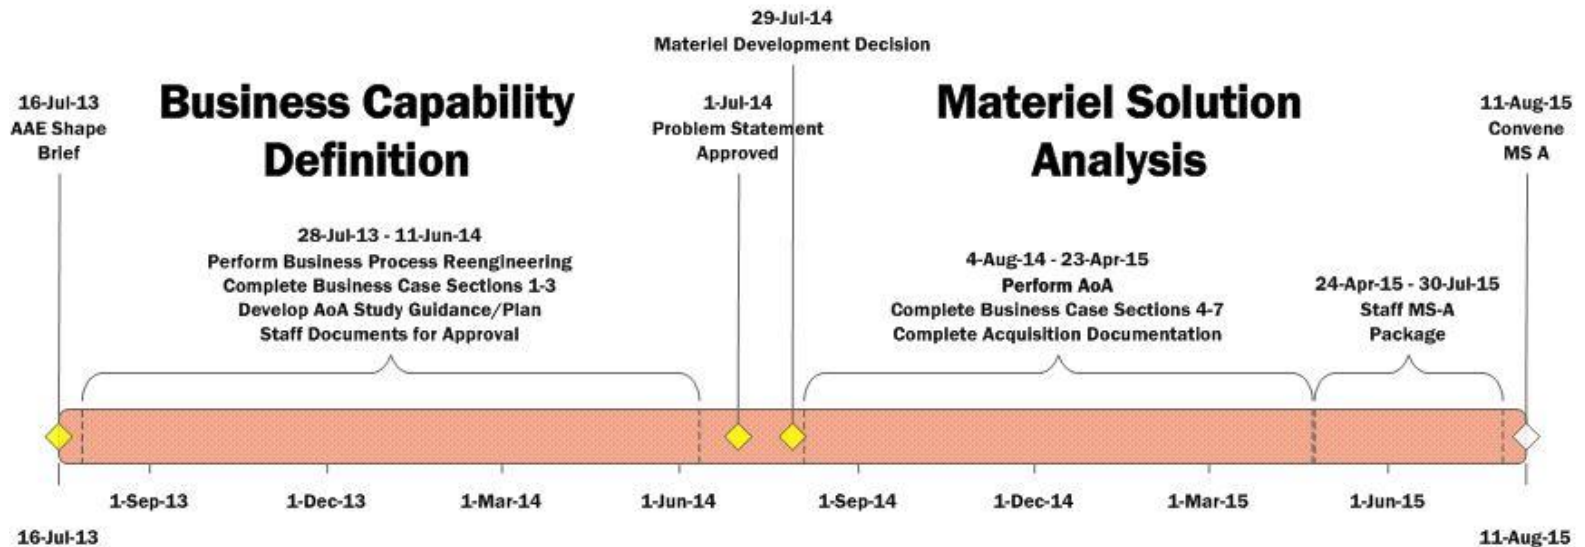 29-Jul-14
Materiel Development Decision
16-Jul-13
AAE Shape
Brief
Business Capability
Definition
1-Jul-14
Problem Statement
Approved
Materiel Solution
Analysis
11-Aug-15
Convene
MS A
28-Jul-13 - 11-Jun-14
Perform Business Process Reengineering
Complete Business Case Sections 1-3
Develop AoA Study Guidance/Plan
Staff Documents for Approval
4-Aug-14 - 23-Apr-15
Perform AoA
Complete Business Case Sections 4-7
Complete Acquisition Documentation
24-Apr-15 - 30-Jul-15
Staff MS-A
Package
1-Sep-13
1-Dec-13
1-Mar-14
1-Jun-14
1-Sep-14
1-Dec-14
1-Mar-15
1-Jun-15
16-Jul-13
11-Aug-15